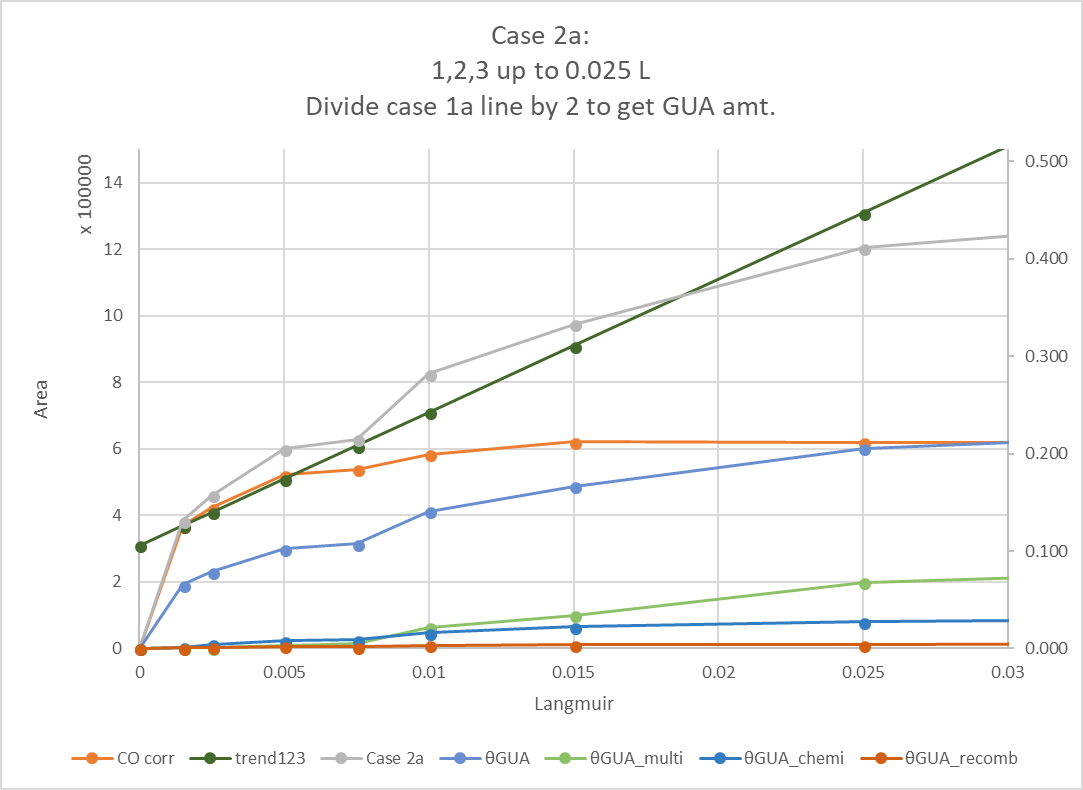 Case 2a:
1,2,3 up to 0.025 L
Divide case 1a line by 2 to get GUA amt.
x 100000
14
12
10
8
6
4
2
0
Area
0.500
0.400
0.300
0.200
0.100
0.000
0 0.005 0.01 0.015 0.02 0.025 0.03
Langmuir
CO corr trend123 Case 2a θGUA θGUA_multi θGUA_chemi θGUA_recomb